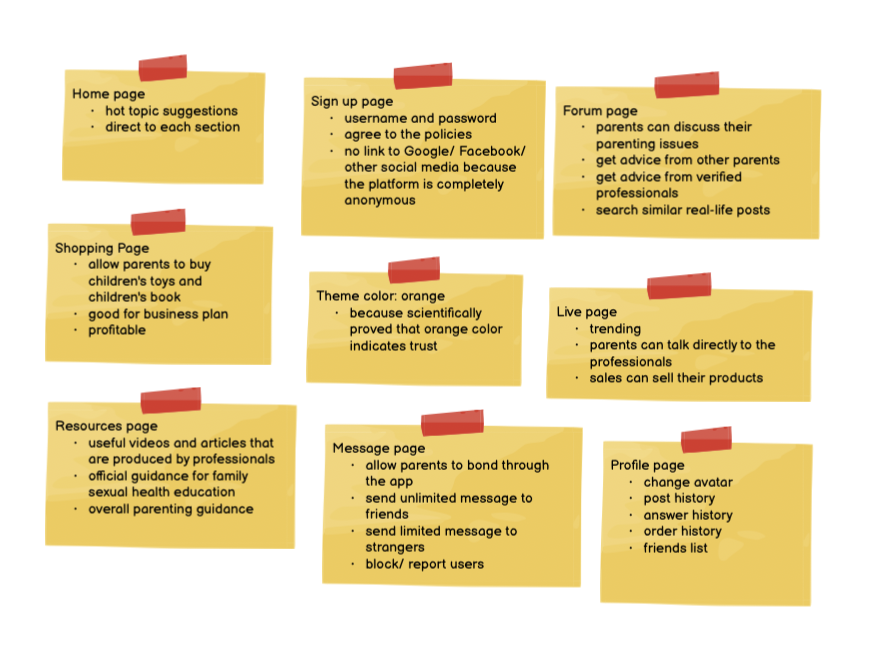 Home page
· hot topic suggestions
· direct to each section
Sign up page
· username and password
· agree to the policies
· no link to Google/ Facebook/
other social media because
the platform is completely
anonymous
Forum page
· parents can discuss their
parenting issues
· get advice from other parents
· get advice from verified
professionals
· search similar real-life posts
Shopping Page
· allow parents to buy
children's toys and
children's book
· good for business plan
· profitable
Theme color: orange
· because scientifically
proved that orange color
indicates trust
Live page
· trending
· parents can talk directly to the
professionals
· sales can sell their products
Resources page
· useful videos and articles that
are produced by professionals
· official guidance for family
sexual health education
· overall parenting guidance
Message page
· allow parents to bond through
the app
· send unlimited message to
friends
· send limited message to
strangers
· block/ report users
Profile page
· change avatar
· post history
· answer history
· order history
· friends list